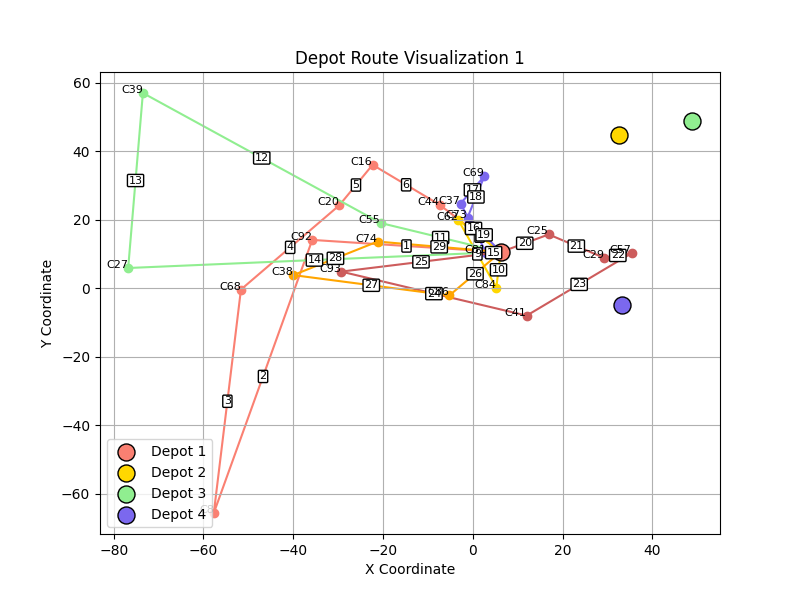 Depot Route Visualization 1
60
40
20
0
−20
−40
−60
−80
−60
−40
−20
0
20
40
X Coordinate
Y Coordinate
C39
C16
C69
C20
C44
C37
C62
C73
C55
C25
C92
C74
C29
C57
C27
C38
C93
C68
C84
C41
1
2
3
4
5
6
10
11
12
13
14
15
16
17
18
19
20
21
22
23
24
25
26
27
28
29
Depot 1
Depot 2
Depot 3
Depot 4